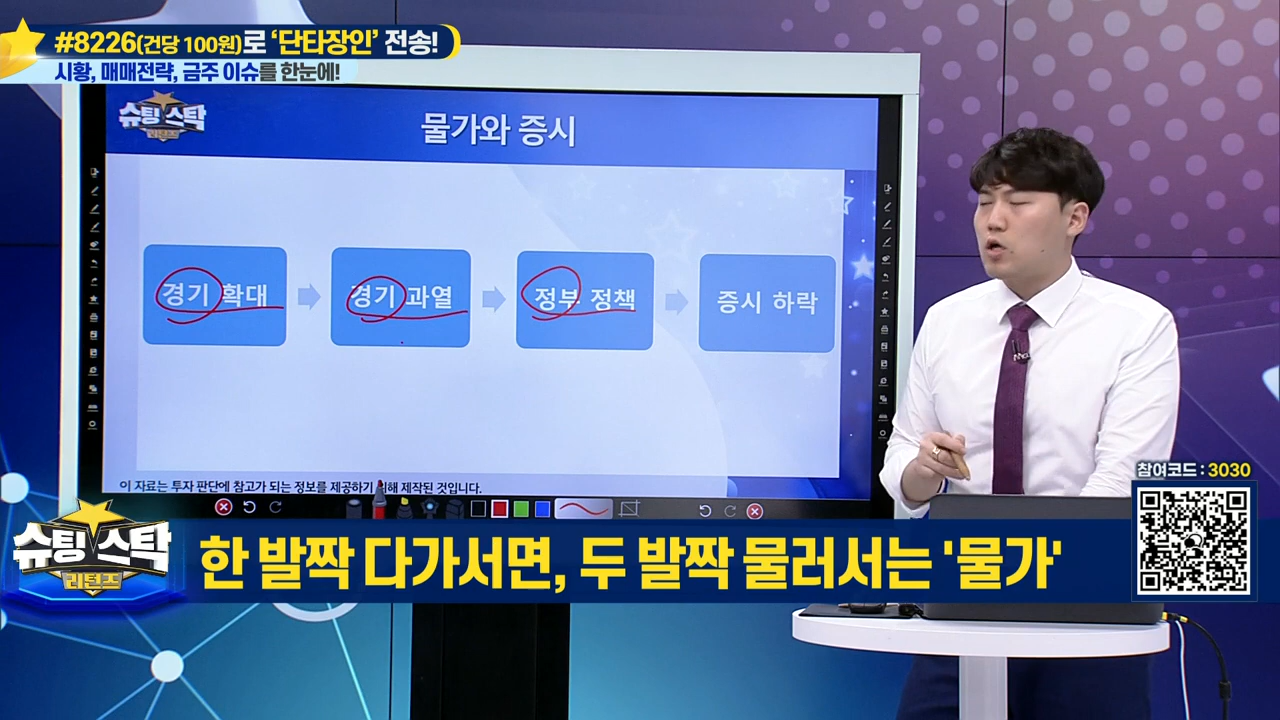 #8226(건당 100원)로 ‘단타장인’ 전송!
시황, 매매전략, 금주 이슈를 한눈에!
슈팅 스탁
리턴즈
물가와 증시
경기 확대
경기 과열
정부 정책
증시 하락
이 자료는 투자 판단에 참고가 되는 정보를 제공하기 위해 제작된 것입니다.
참여코드 : 3030
슈팅 스탁
리턴즈
한 발짝 다가서면, 두 발짝 물러서는 '물가'